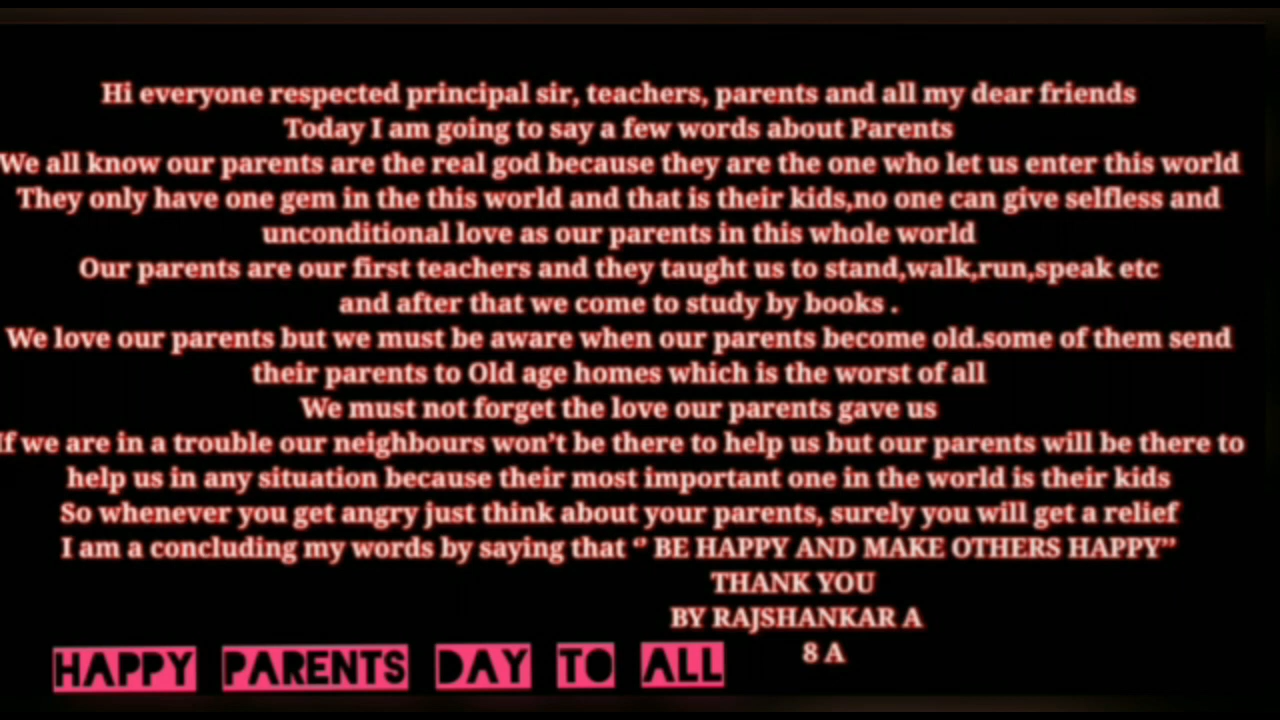 Hi everyone respected principal sir, teachers, parents and all my dear friends
Today I am going to say a few words about Parents
We all know our parents are the real god because they are the one who let us enter this world
They only have one gem in the this world and that is their kids,no one can give selfless and
unconditional love as our parents in this whole world
Our parents are our first teachers and they taught us to stand,walk,run,speak etc
and after that we come to study by books .
We love our parents but we must be aware when our parents become old.some of them send
their parents to Old age homes which is the worst of all
We must not forget the love our parents gave us
If we are in a trouble our neighbours won’t be there to help us but our parents will be there to
help us in any situation because their most important one in the world is their kids
So whenever you get angry just think about your parents, surely you will get a relief
I am a concluding my words by saying that “ BE HAPPY AND MAKE OTHERS HAPPY”
THANK YOU
BY RAJSHANKAR A
8 A
HAPPY PARENTS DAY TO ALL